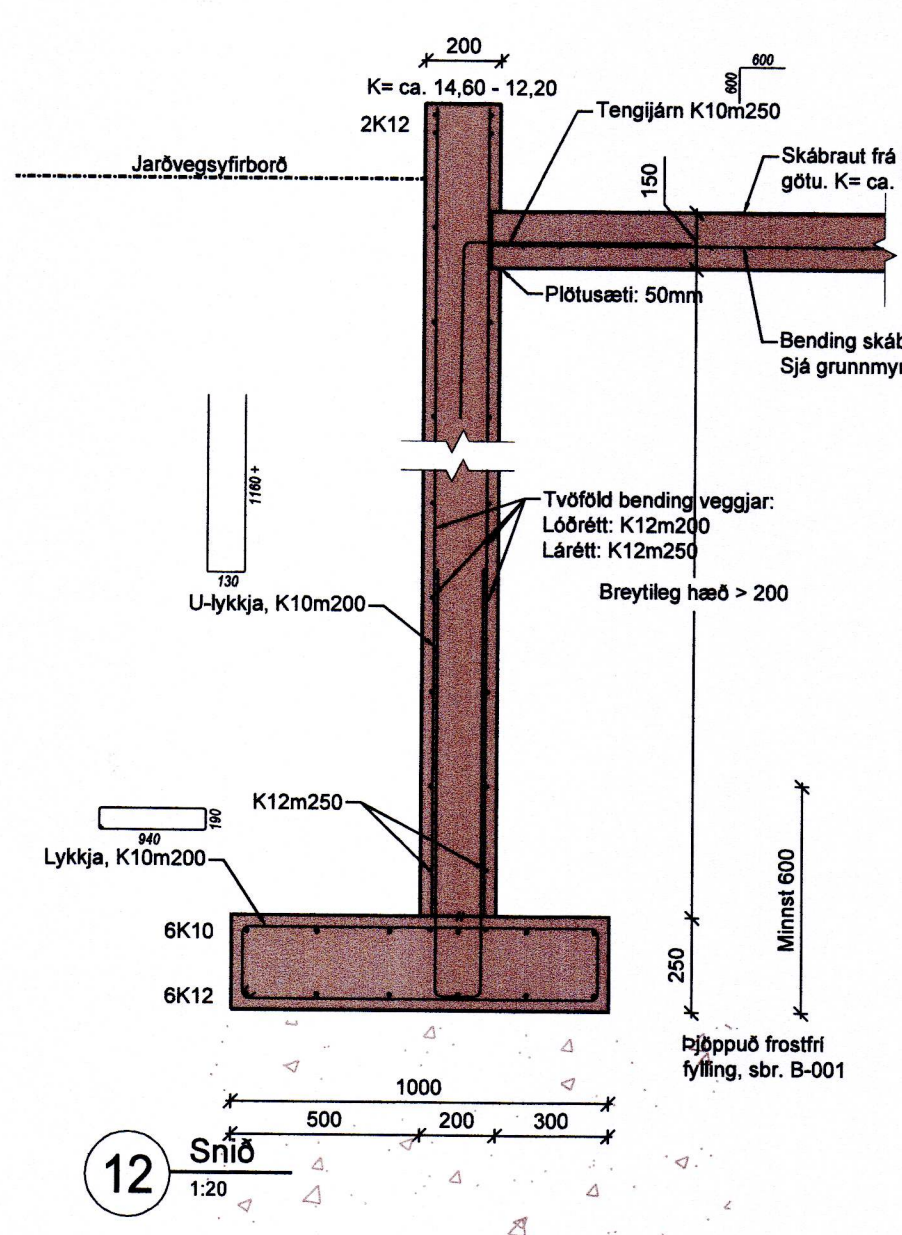 200
K= ca. 14,60 - 12,20
2K12
600
600
Tengijárn K10m250
Jarðvegsyfirborð
150
Skábraut frá
götu. K= ca.
Plötusæti: 50mm
Bending skáb
Sjá grunnmyn
1160 +
130
Tvöföld bending veggjar:
Lóðrétt: K12m200
Lárétt: K12m250
U-lykkja, K10m200
Breytileg hæð > 200
K12m250
190
940
Lykkja, K10m200
Minnst 600
6K10
6K12
250
Þjöppuð frostfrí
fylling, sbr. B-001
1000
500
200
300
12
Snið
1:20